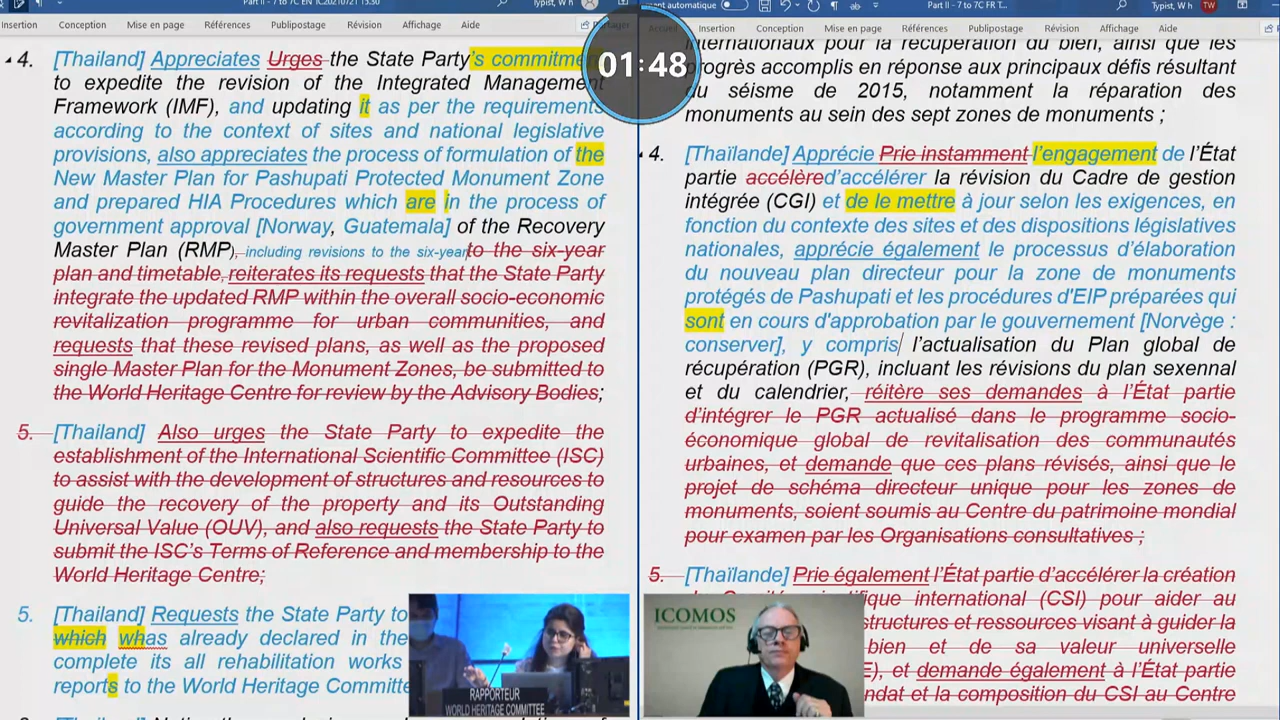 Part II - 7 to 7C EN 1C20210721 15.30
Typist, W h
Insertion Conception Mise en page Références Publipostage Révision Affichage Aide
4. [Thailand] Appreciates Urges the State Party's commitment
to expedite the revision of the Integrated Management
Framework (IMF), and updating it as per the requirements
according to the context of sites and national legislative
provisions, also appreciates the process of formulation of the
New Master Plan for Pashupati Protected Monument Zone
and prepared HIA Procedures which are in the process of
government approval [Norway, Guatemala] of the Recovery
Master Plan (RMP), including revisions to the six-yearto the six-year
plan and timetable, reiterates its requests that the State Party
integrate the updated RMP within the overall socio-economic
revitalization programme for urban communities, and
requests that these revised plans, as well as the proposed
single Master Plan for the Monument Zones, be submitted to
the World Heritage Centre for review by the Advisory Bodies;
5. [Thailand] Also urges the State Party to expedite the
establishment of the International Scientific Committee (ISC)
to assist with the development of structures and resources to
guide the recovery of the property and its Outstanding
Universal Value (OUV), and also requests the State Party to
submit the ISC's Terms of Reference and membership to the
World Heritage Centre;
5. [Thailand] Requests the State Party to
which whas already declared in the
complete its all rehabilitation works
reports to the World Heritage Committe
01:48
ment automatique
Part II - 7 to 7C FR T...
Typist, W h TW
Accueil Insertion Conception Mise en page Références Publipostage Révision Affichage Aide
internationaux pour la récupération du bien, ainsi que les
progrès accomplis en réponse aux principaux défis résultant
du séisme de 2015, notamment la réparation des
monuments au sein des sept zones de monuments ;
4. [Thaïlande] Apprécie Prie instamment l'engagement de l'État
partie accélèred'accélérer la révision du Cadre de gestion
intégrée (CGI) et de le mettre à jour selon les exigences, en
fonction du contexte des sites et des dispositions législatives
nationales, apprécie également le processus d'élaboration
du nouveau plan directeur pour la zone de monuments
protégés de Pashupati et les procédures d'EIP préparées qui
sont en cours d'approbation par le gouvernement [Norvège :
conserver], y compris l'actualisation du Plan global de
récupération (PGR), incluant les révisions du plan sexennal
et du calendrier, réitère ses demandes à l'État partie
d'intégrer le PGR actualisé dans le programme socio-
économique global de revitalisation des communautés
urbaines, et demande que ces plans révisés, ainsi que le
projet de schéma directeur unique pour les zones de
monuments, soient soumis au Centre du patrimoine mondial
pour examen par les Organisations consultatives ;
5. [Thaïlande] Prie également l'État partie d'accélérer la création
scientifique international (CSI) pour aider au
structures et ressources visant à guider la
bien et de sa valeur universelle
et demande également à l'État partie
mandat et la composition du CSI au Centre
RAPPORTEUR
WORLD HERITAGE COMMITTEE
ICOMOS